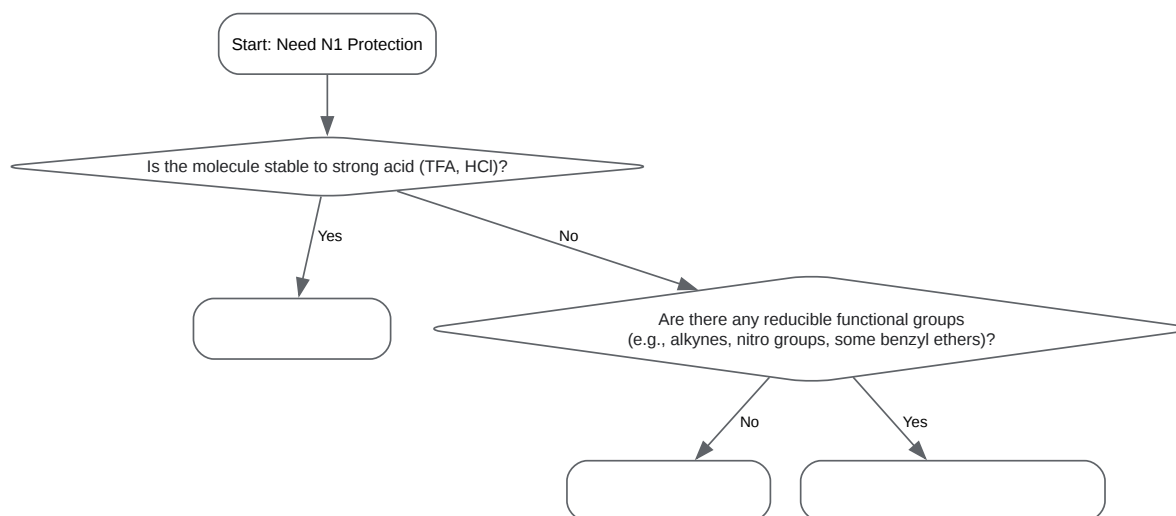 Start: Need N1 Protection
Is the molecule stable to strong acid (TFA, HCl)?
Yes
No
Are there any reducible functional groups
(e.g., alkynes, nitro groups, some benzyl ethers)?
No
Yes